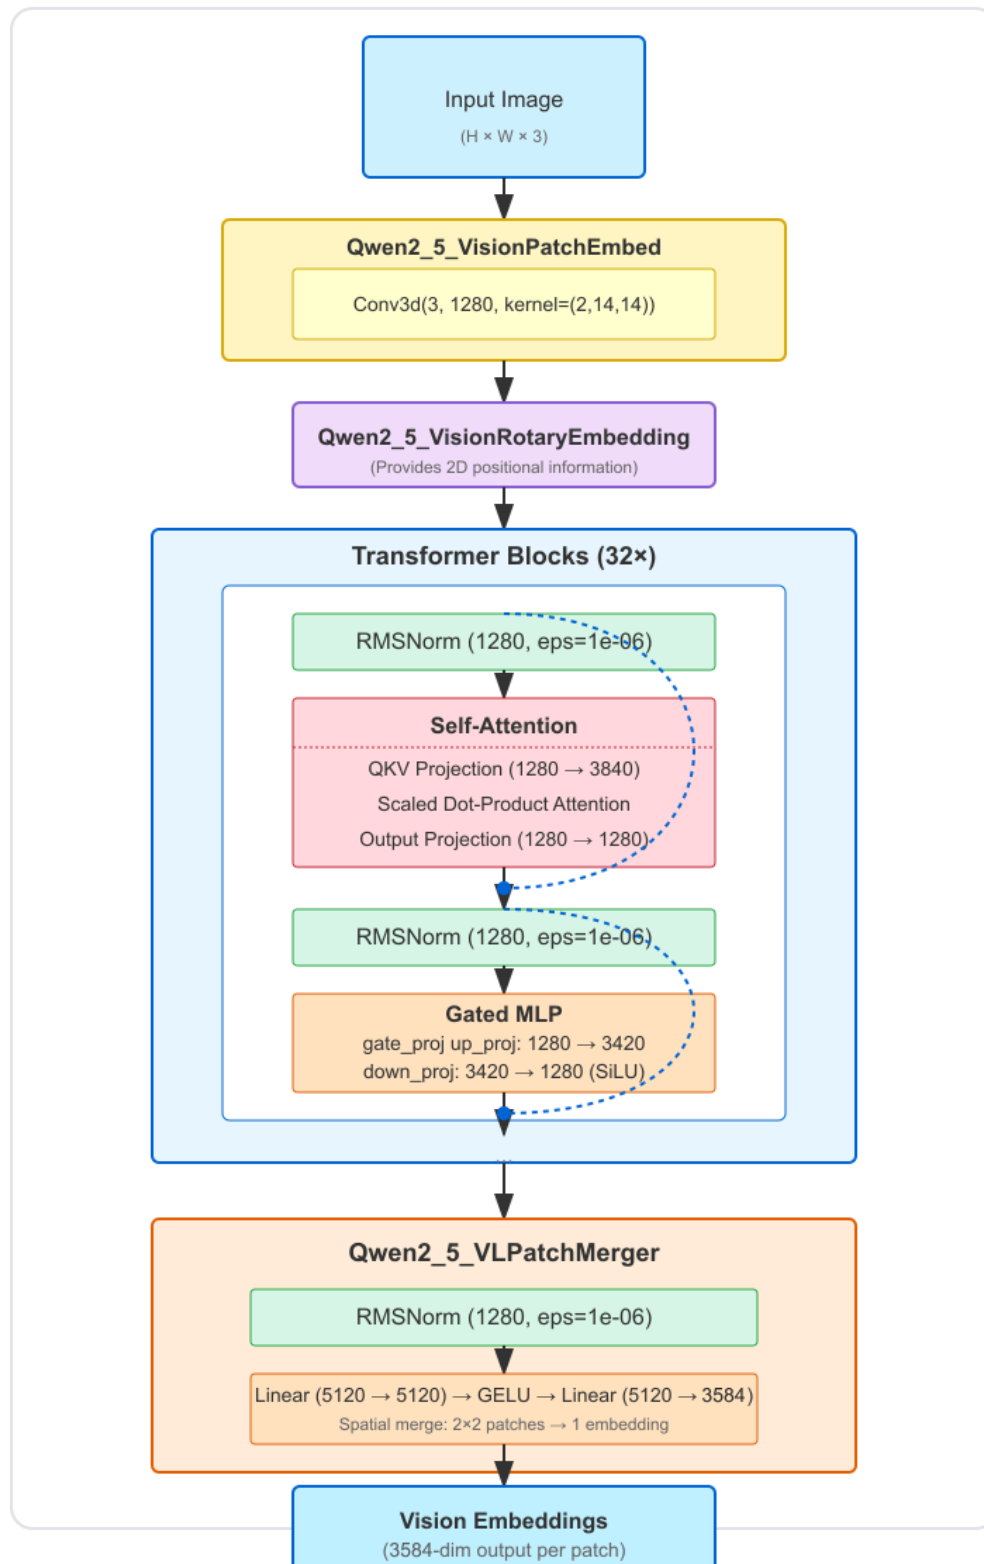 Input Image
(H × W × 3)
Qwen2_5_VisionPatchEmbed
Conv3d(3, 1280, kernel=(2,14,14))
Qwen2_5_VisionRotaryEmbedding
(Provides 2D positional information)
Transformer Blocks (32×)
RMSNorm (1280, eps=1e-06)
Self-Attention
QKV Projection (1280 → 3840)
Scaled Dot-Product Attention
Output Projection (1280 → 1280)
RMSNorm (1280, eps=1e-06)
Gated MLP
gate_proj up_proj: 1280 → 3420
down_proj: 3420 → 1280 (SiLU)
...
Qwen2_5_VLPatchMerger
RMSNorm (1280, eps=1e-06)
Linear (5120 → 5120) → GELU → Linear (5120 → 3584)
Spatial merge: 2×2 patches → 1 embedding
Vision Embeddings
(3584-dim output per patch)